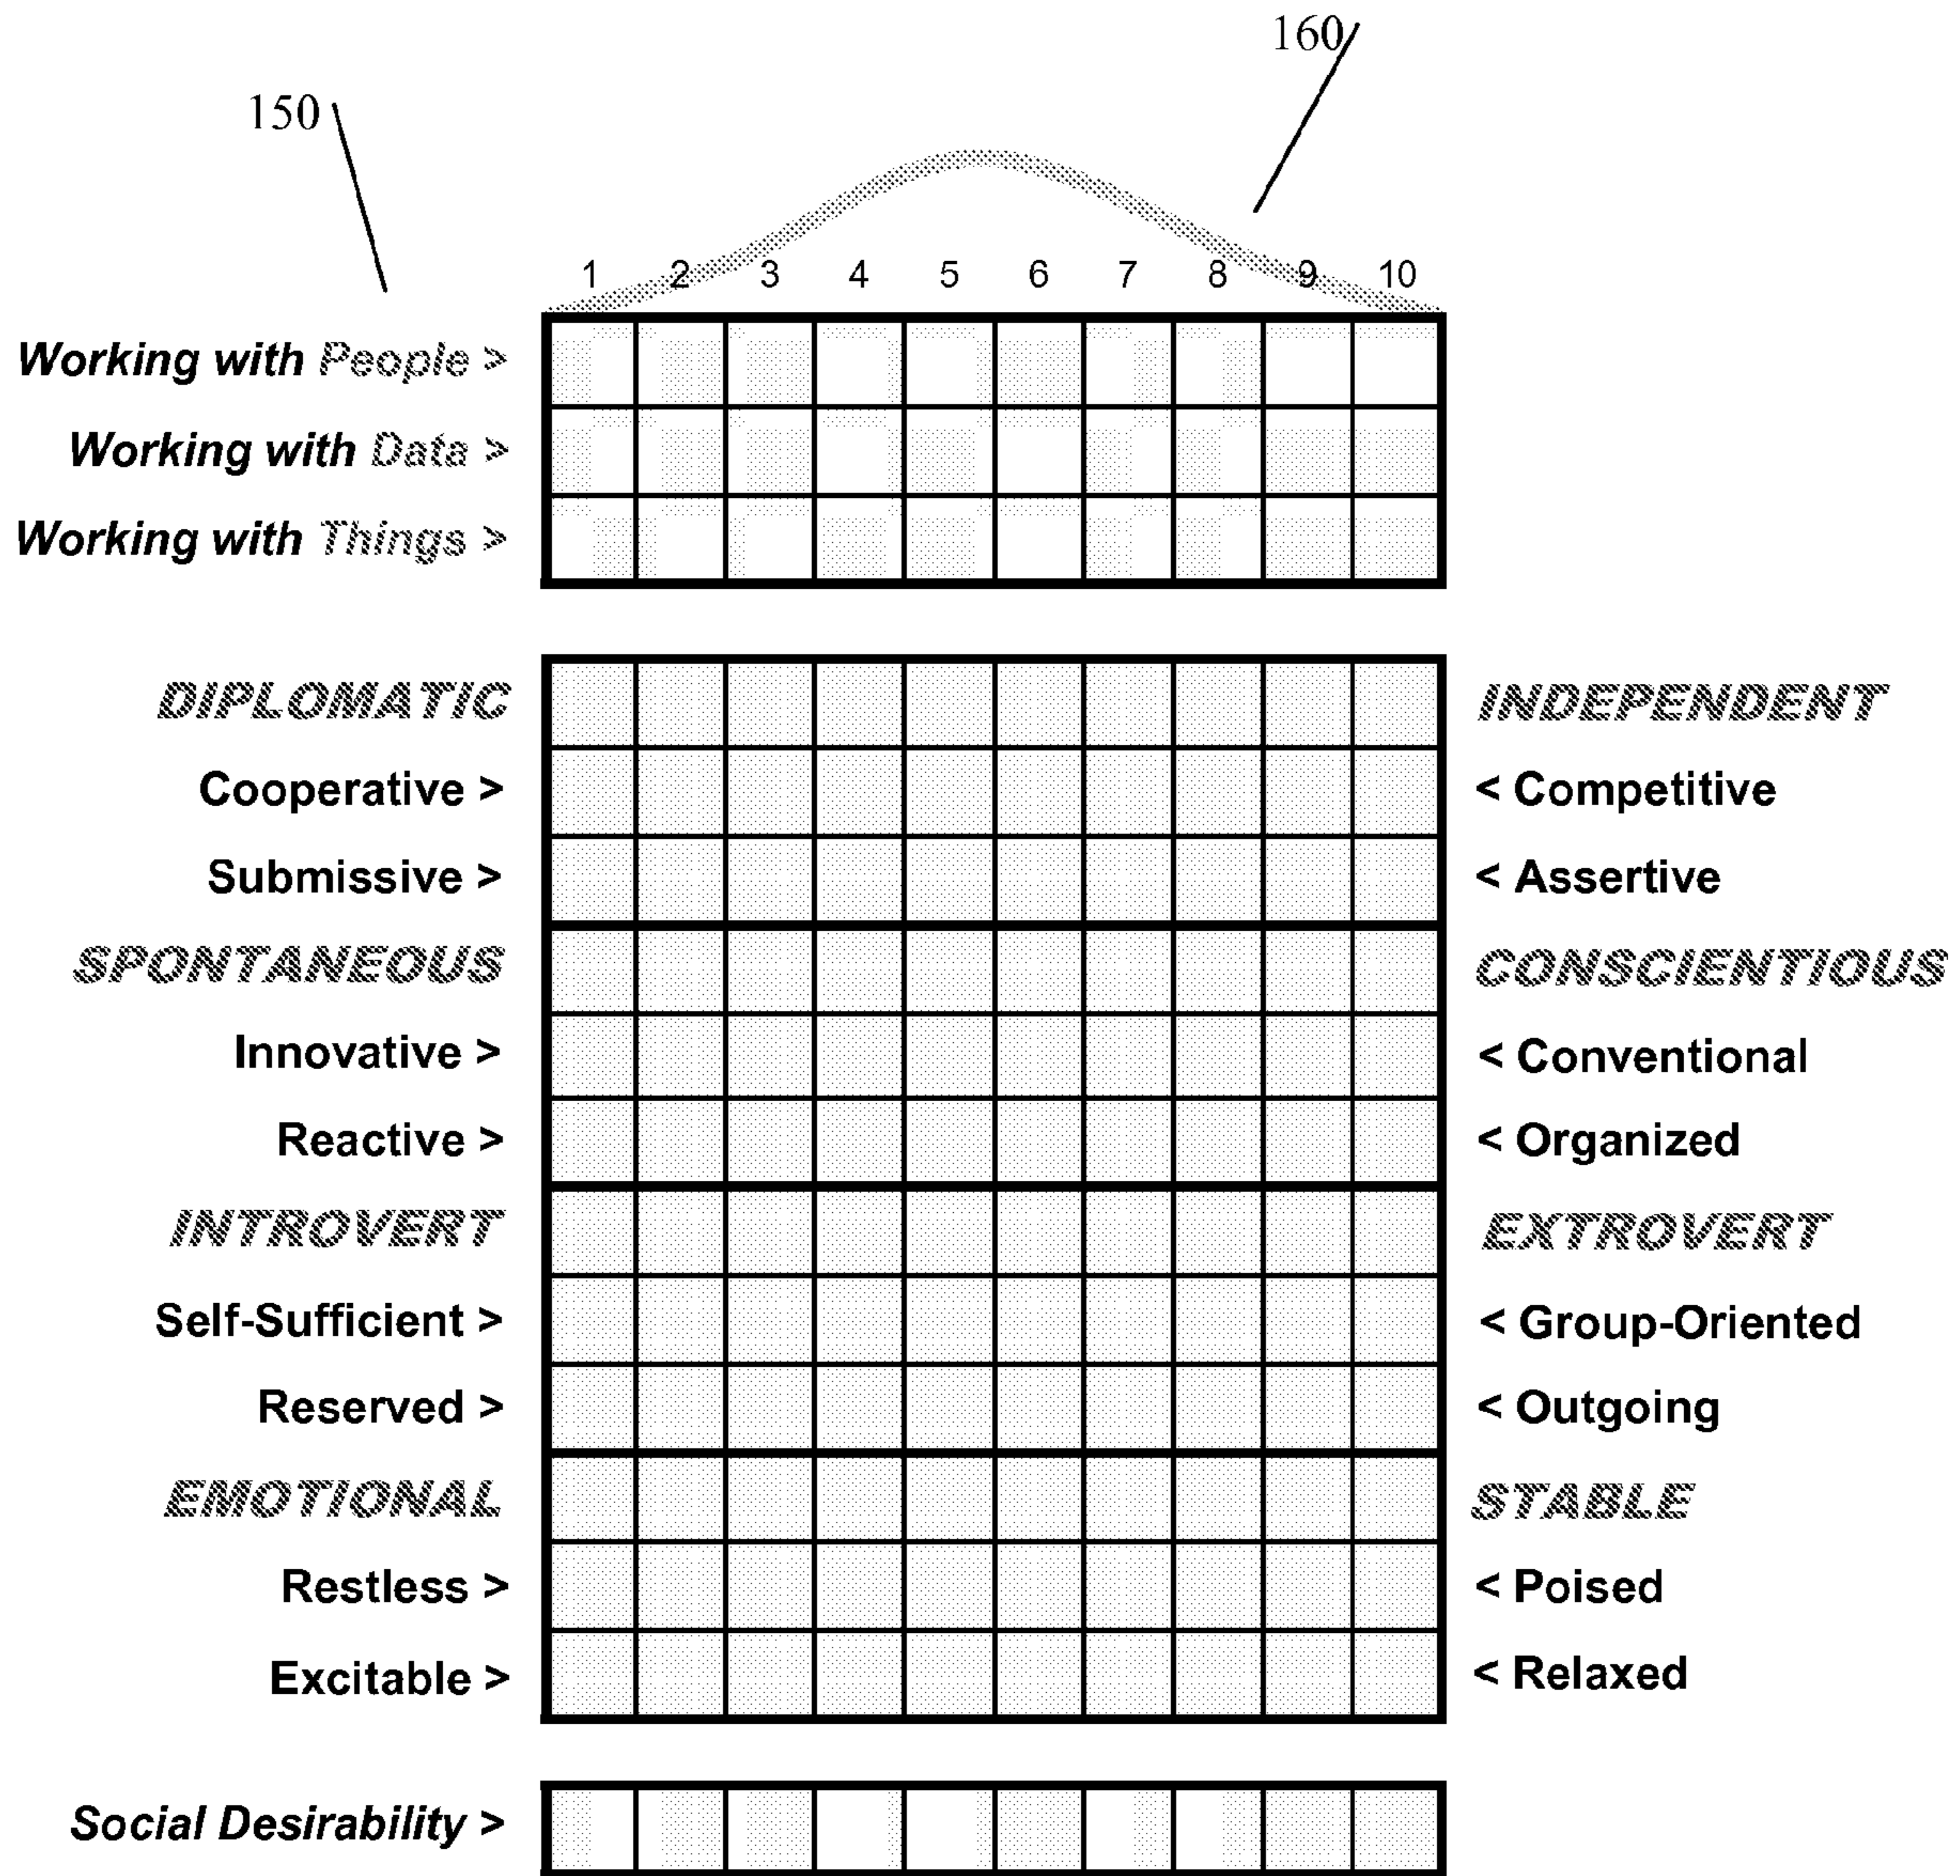 160
150
1 2 3 4 5 6 7 8 9 10
Working with People >
Working with Data >
Working with Things >
DIPLOMATIC INDEPENDENT
Cooperative > < Competitive
Submissive > < Assertive
SPONTANEOUS CONSCIENTIOUS
Innovative > < Conventional
Reactive > < Organized
INTROVERT EXTROVERT
Self-Sufficient > < Group-Oriented
Reserved > < Outgoing
EMOTIONAL STABLE
Restless > < Poised
Excitable > < Relaxed
Social Desirability >